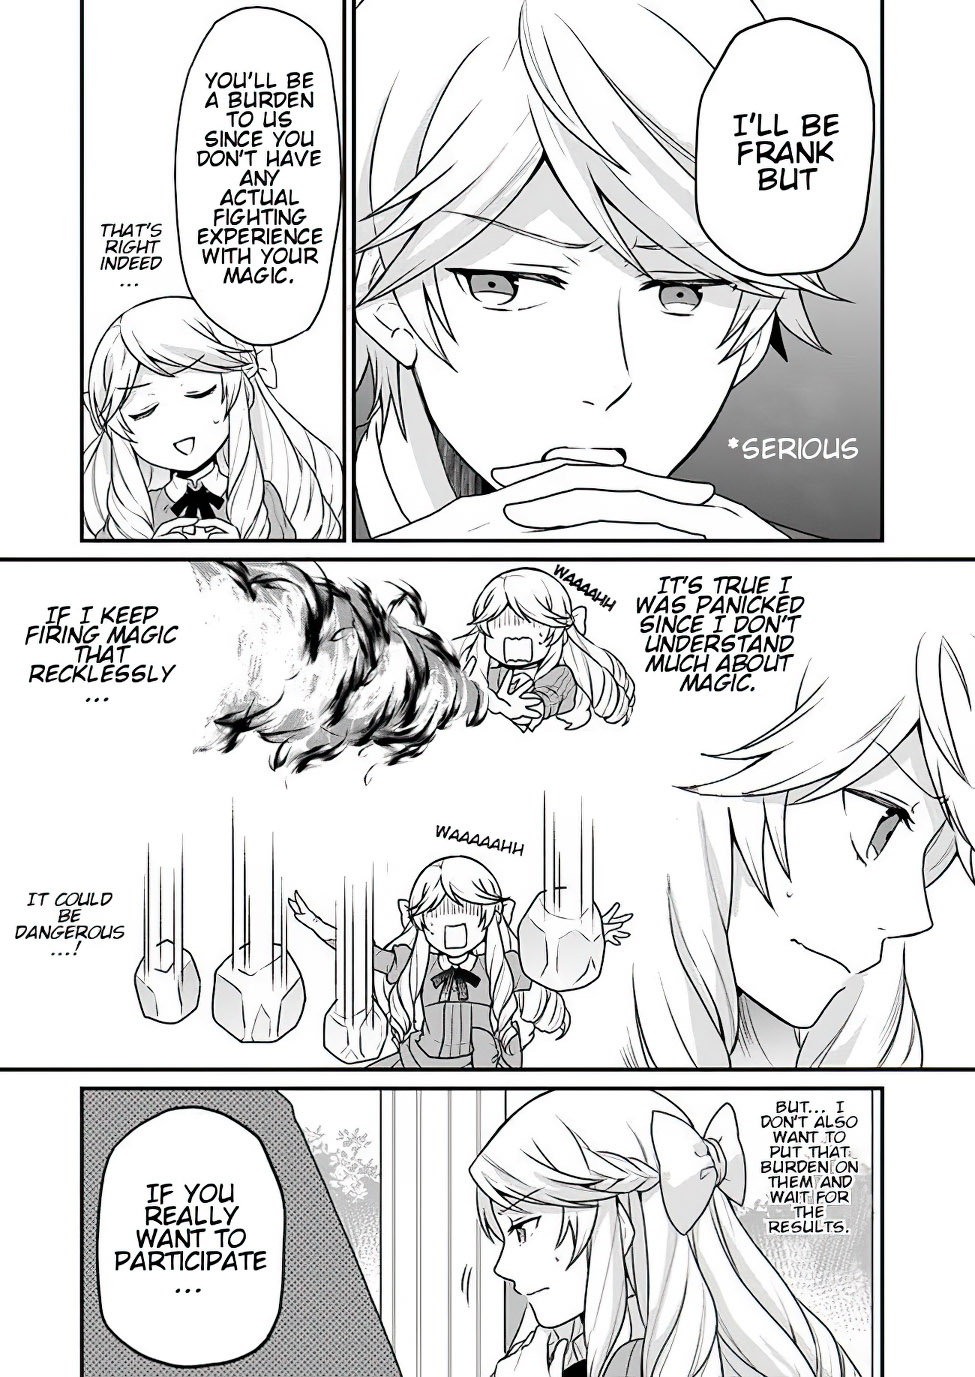 I'LL BE
FRANK
BUT
*SERIOUS
YOU'LL BE
A BURDEN
TO US
SINCE YOU
DON'T HAVE
ANY
ACTUAL
FIGHTING
EXPERIENCE
WITH YOUR
MAGIC.
THAT'S
RIGHT
INDEED
...
IT'S TRUE I
WAS PANICKED
SINCE I DON'T
UNDERSTAND
MUCH ABOUT
MAGIC.
WAAAAHH
IF I KEEP
FIRING MAGIC
THAT
RECKLESSLY
...
WAAAAAHH
IT COULD
BE
DANGEROUS
...!
BUT... I
DON'T ALSO
WANT TO
PUT THAT
BURDEN ON
THEM AND
WAIT FOR
THE
RESULTS.
IF YOU
REALLY
WANT TO
PARTICIPATE
...